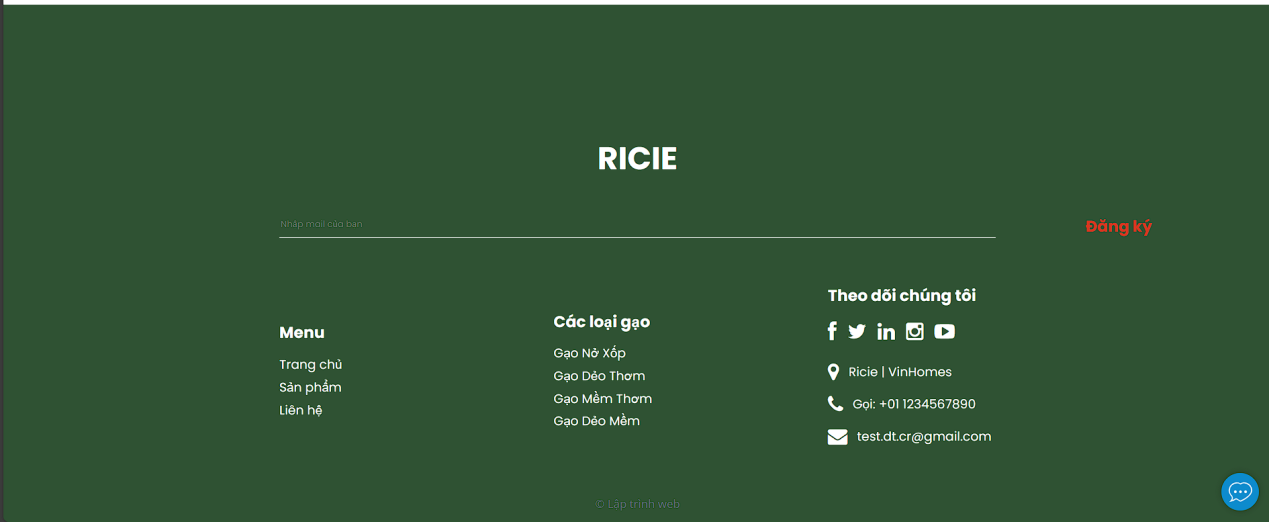 RICIE
Nhập mail của bạn
Đăng ký
Menu
Trang chủ
Sản phẩm
Liên hệ
Các loại gạo
Gạo Nở Xốp
Gạo Dẻo Thơm
Gạo Mềm Thơm
Gạo Dẻo Mềm
Theo dõi chúng tôi
Ricie | VinHomes
Gọi: +01 1234567890
test.dt.cr@gmail.com
© Lập trình web